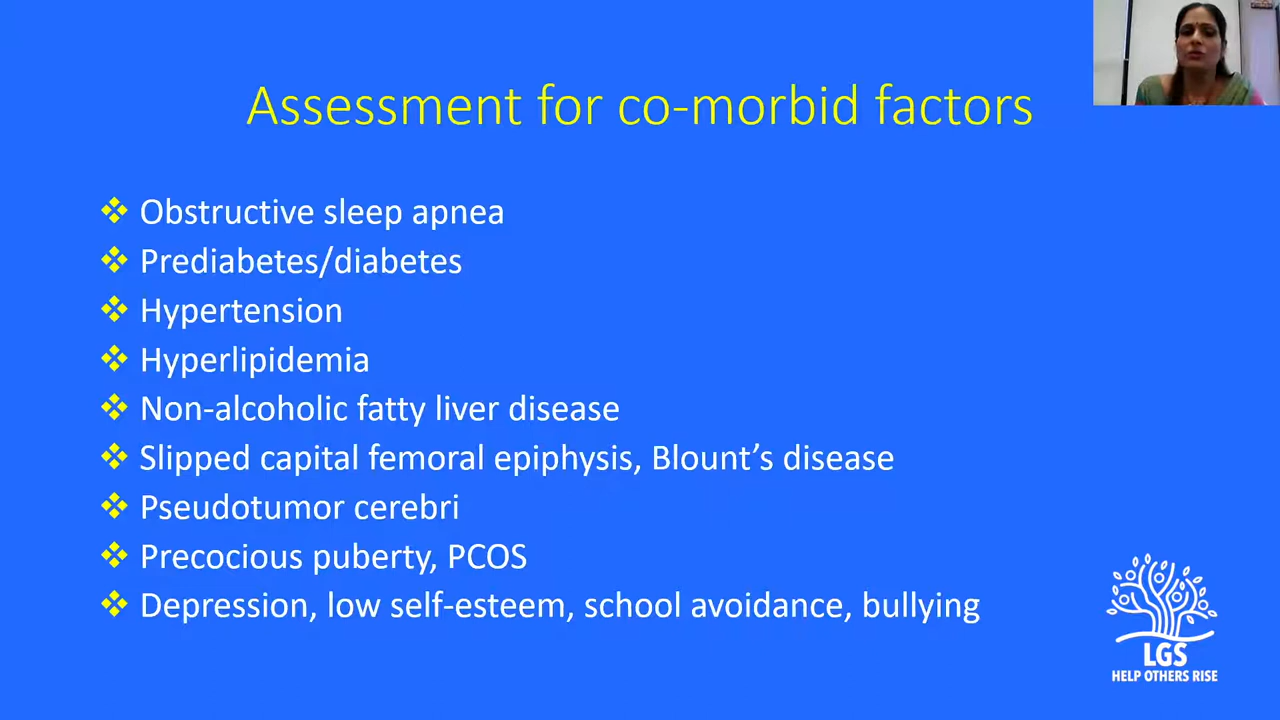 Assessment for co-morbid factors
Obstructive sleep apnea
Prediabetes/diabetes
Hypertension
Hyperlipidemia
Non-alcoholic fatty liver disease
Slipped capital femoral epiphysis, Blount’s disease
Pseudotumor cerebri
Precocious puberty, PCOS
Depression, low self-esteem, school avoidance, bullying
LGS
HELP OTHERS RISE